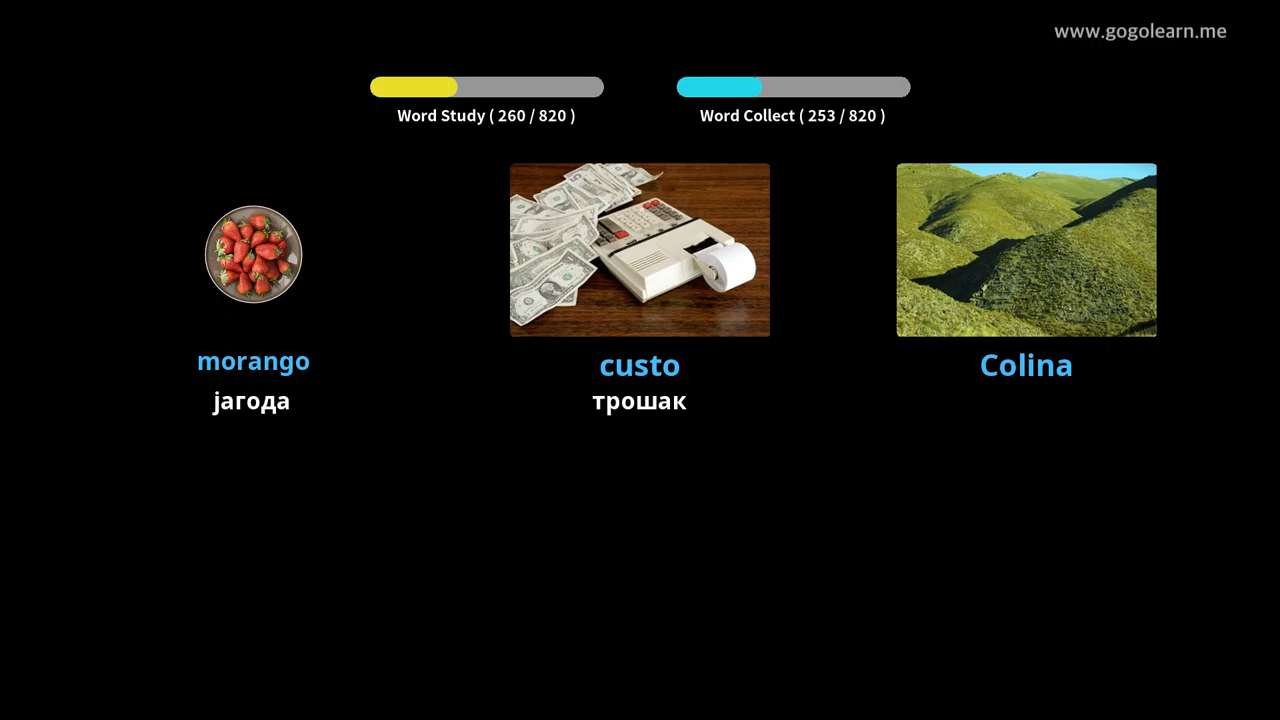 www.gogolearn.me
Word Study ( 260 / 820 )
Word Collect ( 253 / 820 )
morango
јагода
custo
трошак
Colina